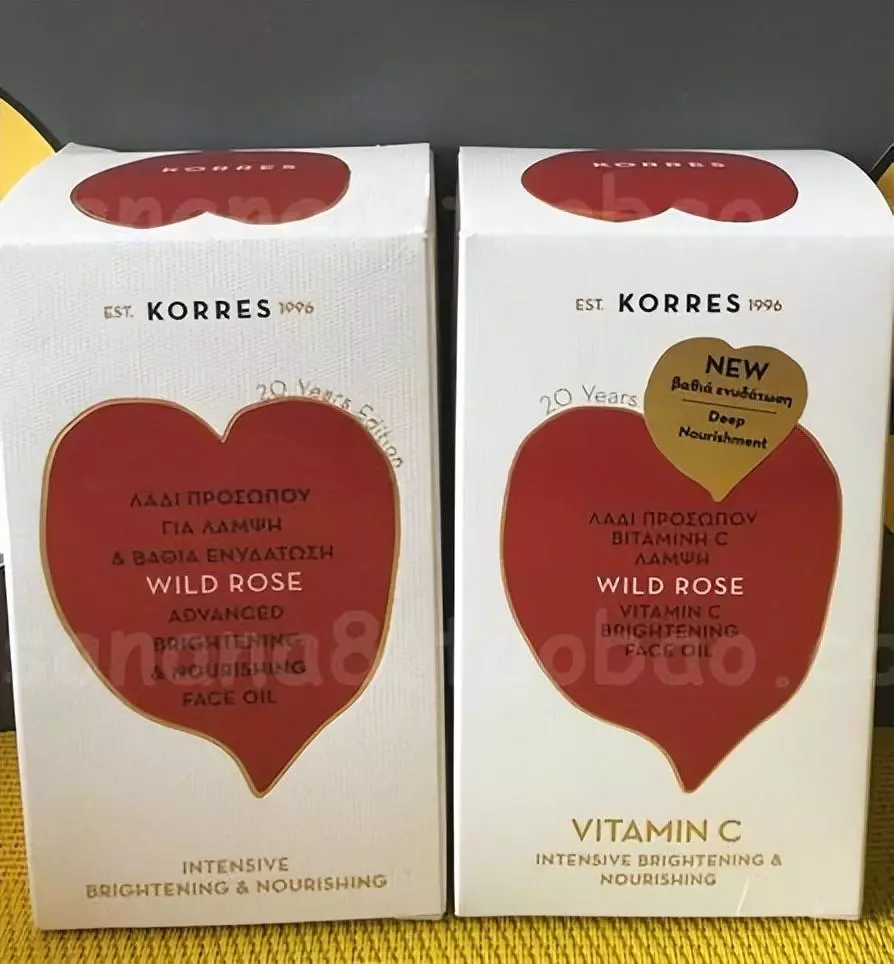 KORRES
EST. KORRES 1996
20 Years Edition
ΛΑΔΙ ΠΡΟΣΩΠΟΥ
ΓΙΑ ΛΑΜΨΗ
& ΒΑΘΙΑ ΕΝΥΔΑΤΩΣΗ
WILD ROSE
ADVANCED
BRIGHTENING
& NOURISHING
FACE OIL
INTENSIVE
BRIGHTENING & NOURISHING
KORRES
EST. KORRES 1996
20 Years
NEW
βαθιά ενυδάτωση
Deep
Nourishment
ΛΑΔΙ ΠΡΟΣΩΠΟΥ
ΒΙΤΑΜΙΝΗ C
ΛΑΜΨΗ
WILD ROSE
VITAMIN C
BRIGHTENING
FACE OIL
VITAMIN C
INTENSIVE BRIGHTENING &
NOURISHING